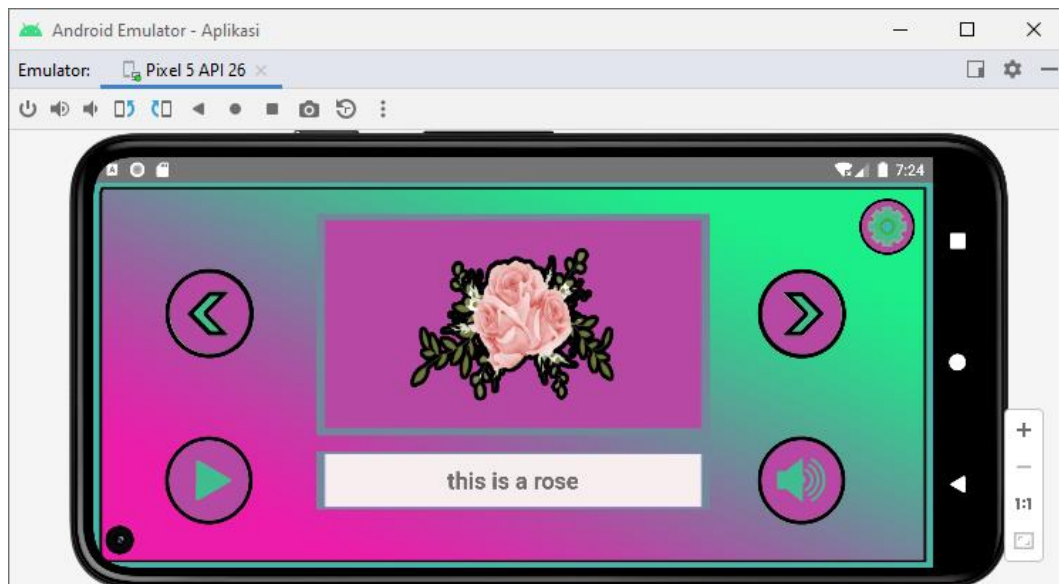 Android Emulator - Aplikasi
Emulator: Pixel 5 API 26
A 7:24
this is a rose
1:1